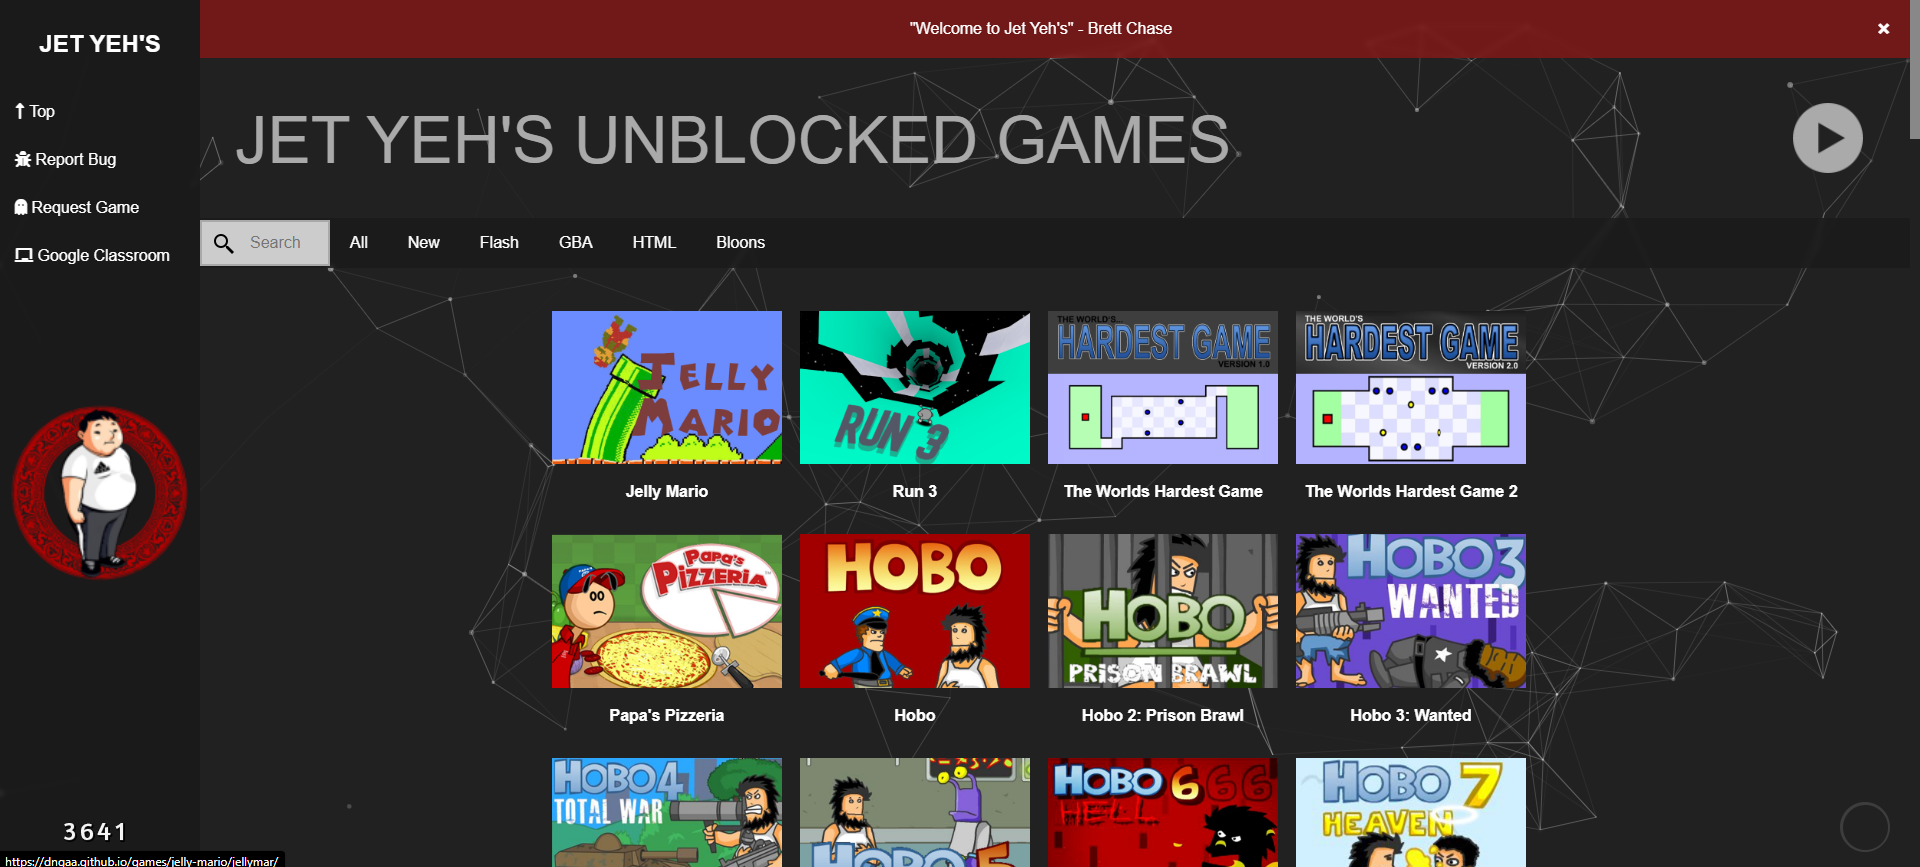 JET YEH'S
Top
Report Bug
Request Game
Google Classroom
3641
https://dnqaa.github.io/games/jelly-mario/jellymar/
"Welcome to Jet Yeh's" - Brett Chase
JET YEH'S UNBLOCKED GAMES
Search All New Flash GBA HTML Bloons
JELLY
MARIO
RUN 3
THE WORLD'S...
HARDEST GAME
VERSION 1.0
THE WORLD'S
HARDEST GAME
VERSION 2.0
Jelly Mario Run 3 The Worlds Hardest Game The Worlds Hardest Game 2
PAPA'S
PIZZERIA
HOBO
HOBO
PRISON BRAWL
HOBO 3
WANTED
Papa's Pizzeria Hobo Hobo 2: Prison Brawl Hobo 3: Wanted
HOBO 4
TOTAL WAR
HOBO 5
HOBO 666
HELL
HOBO 7
HEAVEN